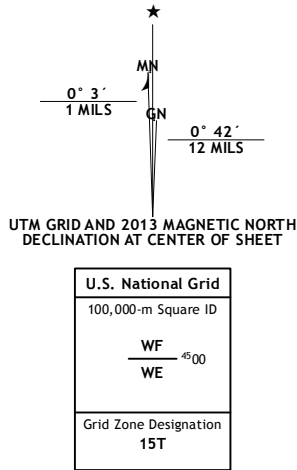 MN
0° 3´
1 MILS
GN
0° 42´
12 MILS
UTM GRID AND 2013 MAGNETIC NORTH
DECLINATION AT CENTER OF SHEET
U.S. National Grid
100,000-m Square ID
WF
4500
WE
Grid Zone Designation
15T